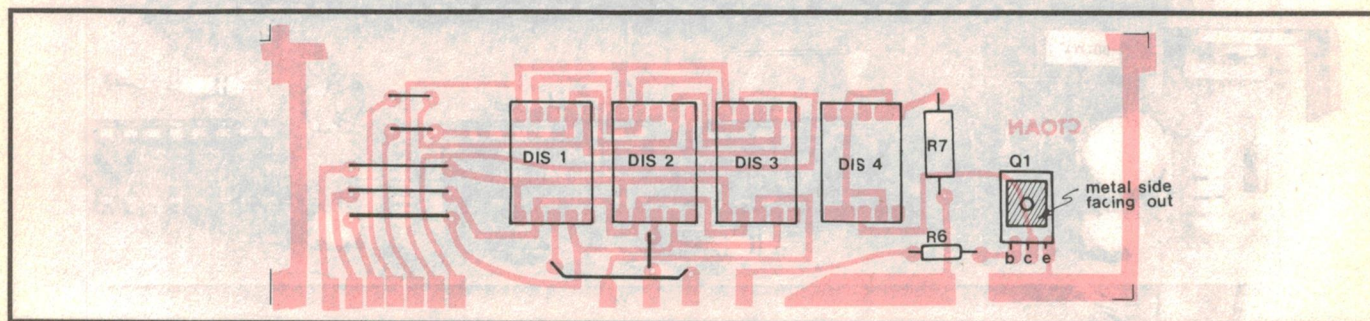 DIS 1
DIS 2
DIS 3
DIS 4
R7
R6
Q1
metal side
facing out
b c e